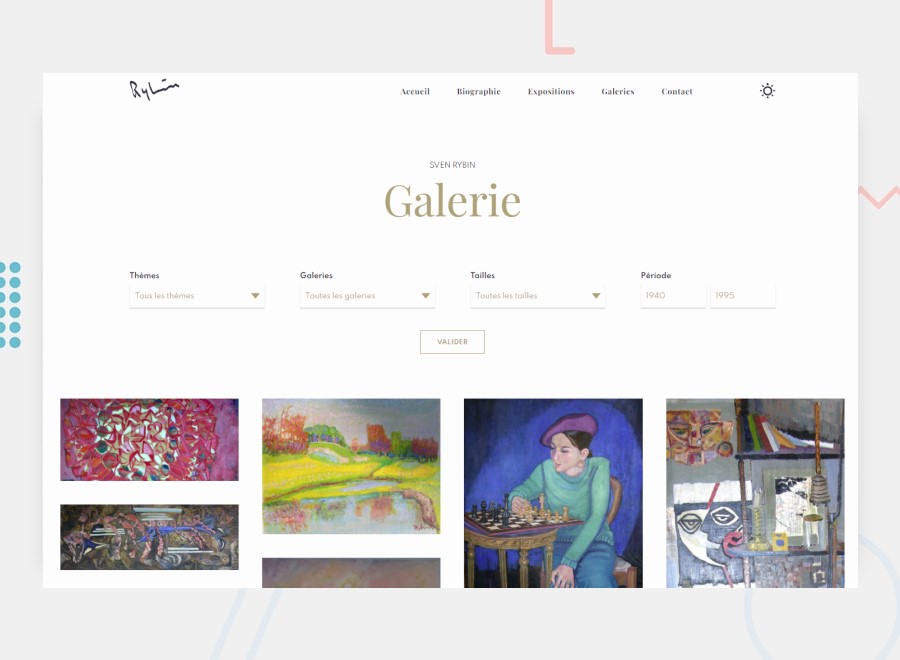 Rybin
Accueil Biographie Expositions Galeries Contact
SVEN RYBIN
Galerie
Thèmes Galeries Tailles Période
Tous les thèmes Toutes les galeries Toutes les tailles 1940 1995
VALIDER